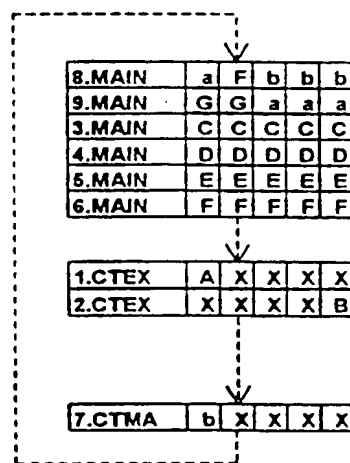 8.MAIN a F b b b
9.MAIN G G a a a
3.MAIN C C C C C
4.MAIN D D D D D
5.MAIN E E E E E
6.MAIN F F F F F
1.CTEX A X X X X
2.CTEX X X X X B
7.CTMA b X X X X